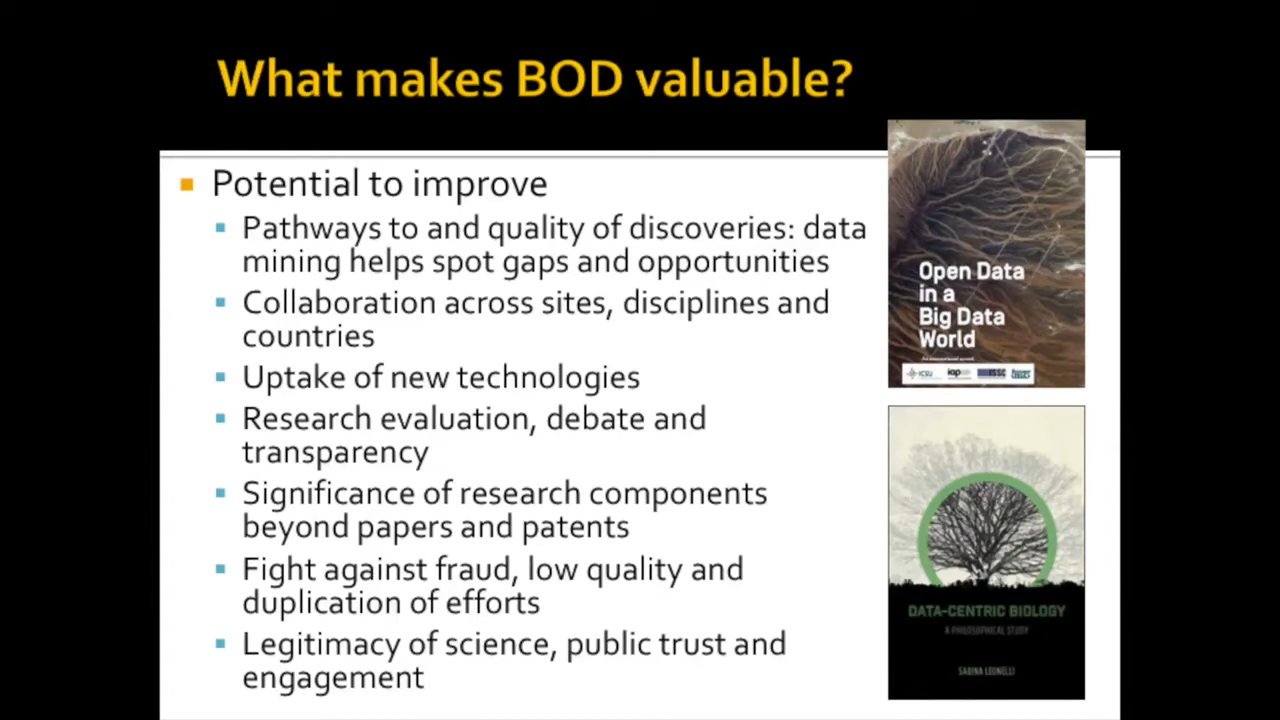 What makes BOD valuable?
Potential to improve
Pathways to and quality of discoveries: data
mining helps spot gaps and opportunities
Collaboration across sites, disciplines and
countries
Uptake of new technologies
Research evaluation, debate and
transparency
Significance of research components
beyond papers and patents
Fight against fraud, low quality and
duplication of efforts
Legitimacy of science, public trust and
engagement
Open Data
in a
Big Data
World
ICSU iap ISSC
DATA-CENTRIC BIOLOGY
A PHILOSOPHICAL STUDY
SABINA LEONELLI